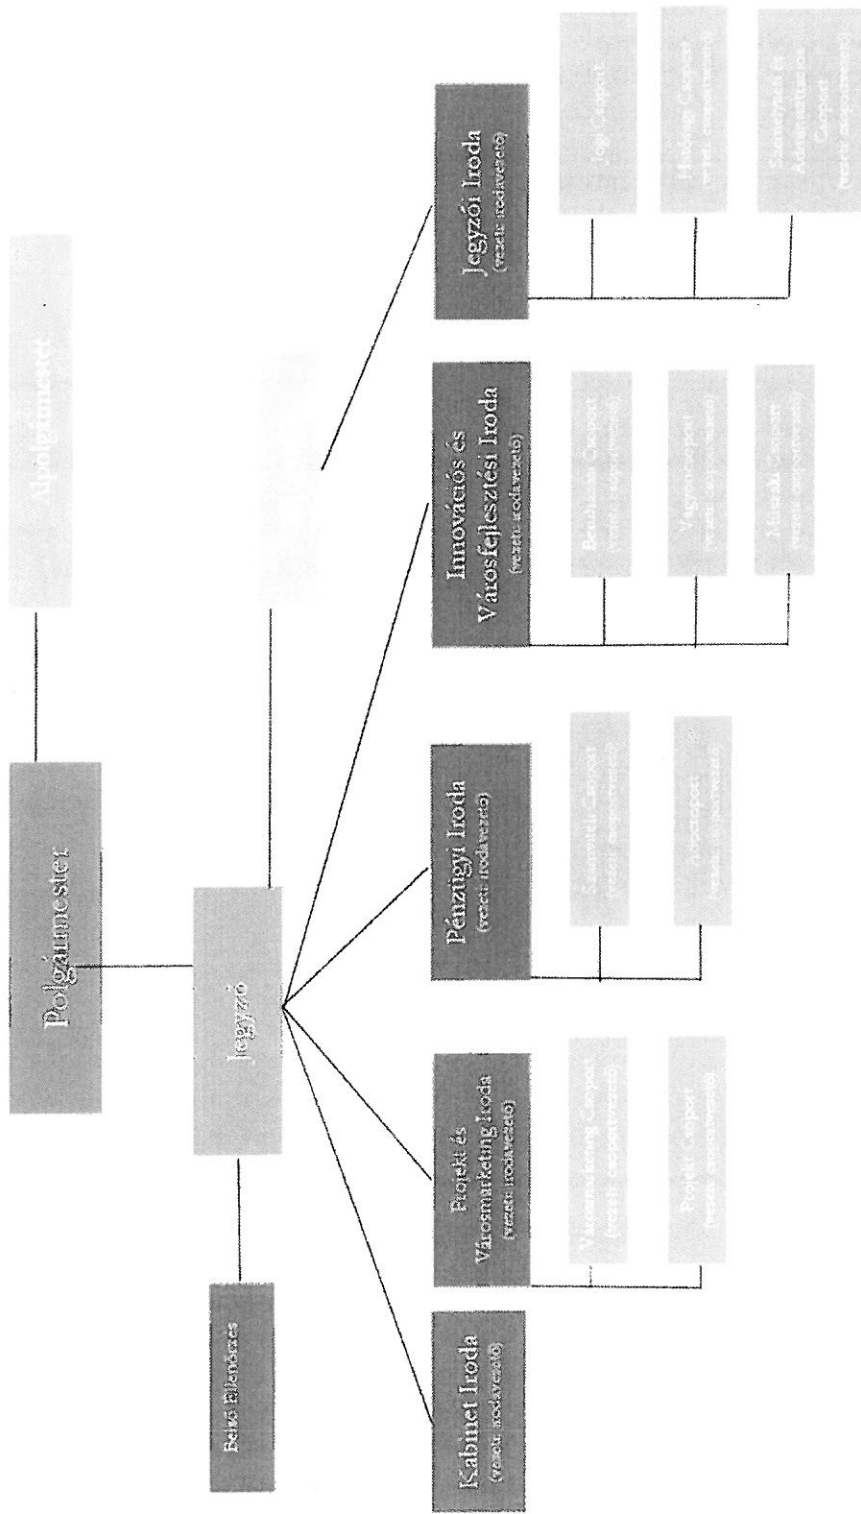 Polgármester
Alpolgármester
Jegyző
Belső Ellenőrzés
Kabinet Iroda
(vezeti: irodavezető)
Projekt és
Városmarketing Iroda
(vezeti: irodavezető)
Városmarketing Csoport
(vezeti: csoportvezető)
Projekt Csoport
(vezeti: csoportvezető)
Pénzügyi Iroda
(vezeti: irodavezető)
Számviteli Csoport
(vezeti: csoportvezető)
Adócsoport
(vezeti: csoportvezető)
Innovációs és
Városfejlesztési Iroda
(vezeti: irodavezető)
Beruházás Csoport
(vezeti: csoportvezető)
Vagyoncsoport
(vezeti: csoportvezető)
Műszaki Csoport
(vezeti: csoportvezető)
Jegyzői Iroda
(vezeti: irodavezető)
Jogi Csoport
Hatósági Csoport
(vezeti: csoportvezető)
Személyzeti és
Adminisztrációs
Csoport
(vezeti: csoportvezető)